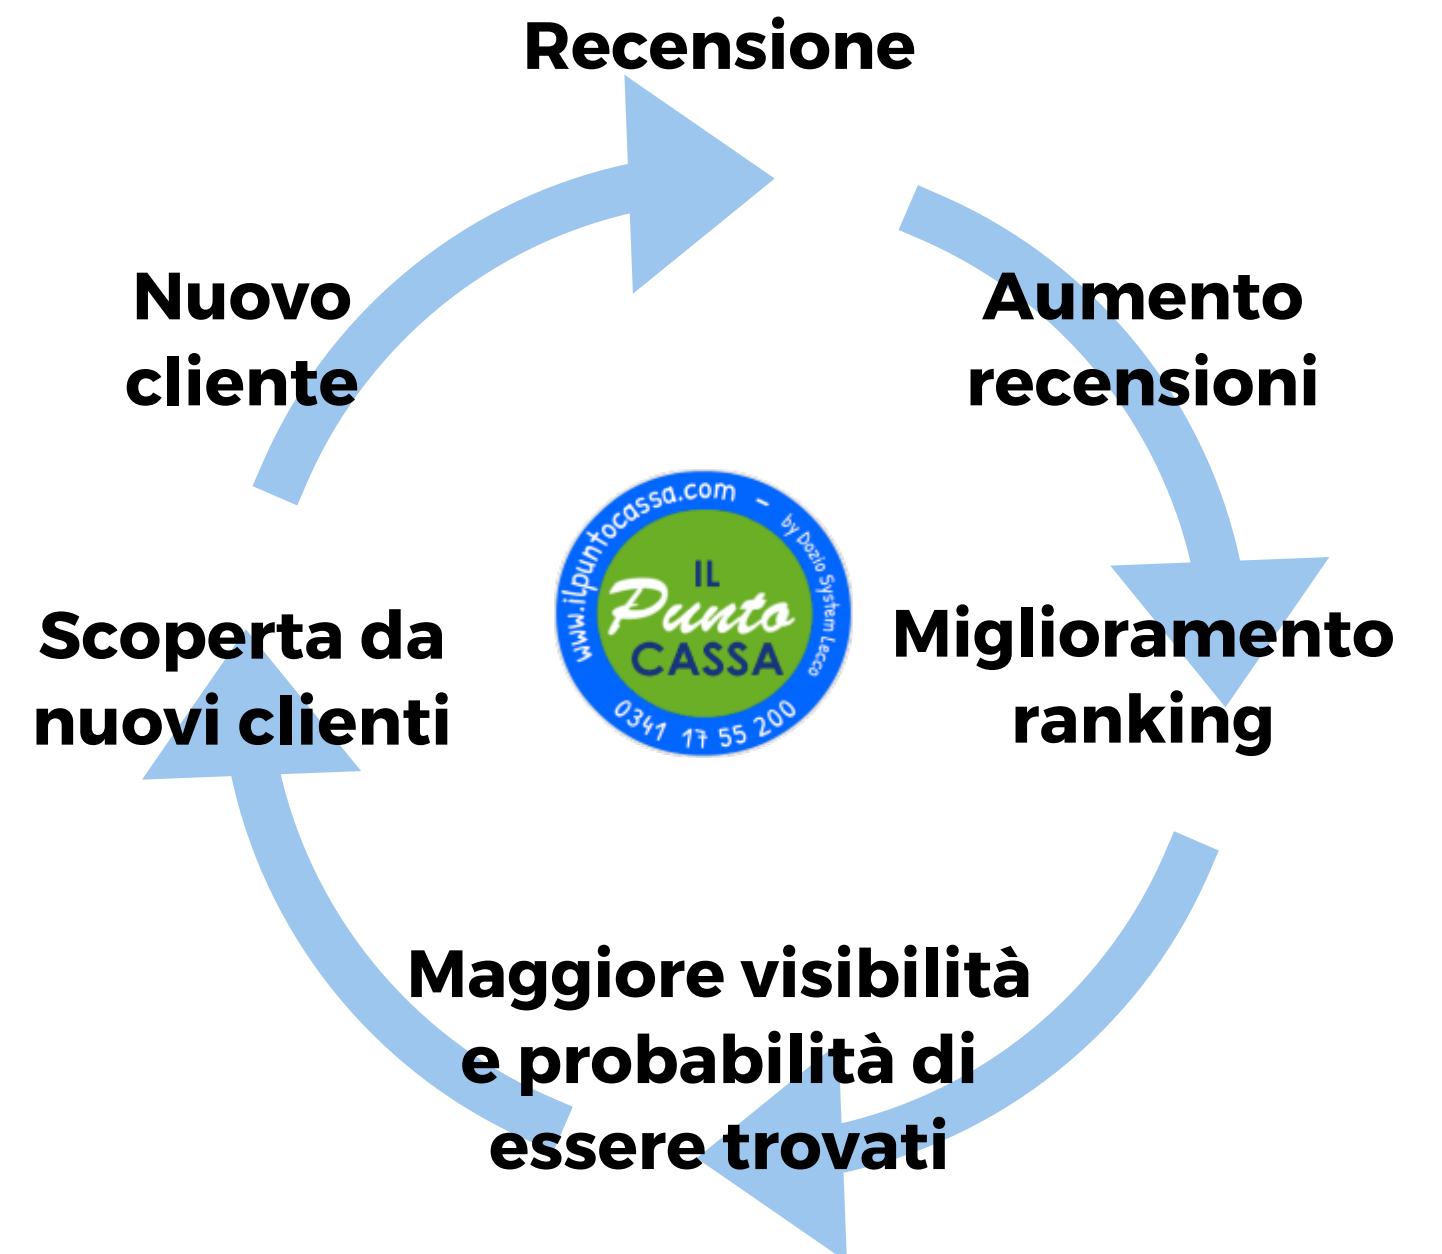 Recensione
Aumento
recensioni
Miglioramento
ranking
Maggiore visibilità
e probabilità di
essere trovati
Scoperta da
nuovi clienti
Nuovo
cliente
www.ilpuntocassa.com - by Dozio System Lecco
IL
Punto
CASSA
0341 17 55 200